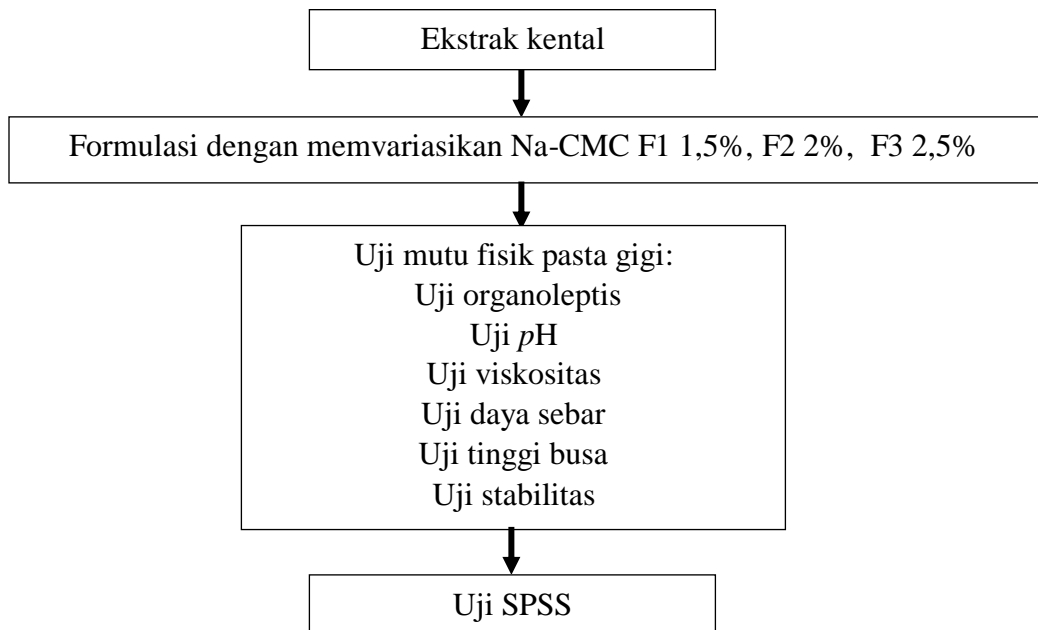 Ekstrak kental
Formulasi dengan memvariasikan Na-CMC F1 1,5%, F2 2%, F3 2,5%
Uji mutu fisik pasta gigi:
Uji organoleptis
Uji pH
Uji viskositas
Uji daya sebar
Uji tinggi busa
Uji stabilitas
Uji SPSS